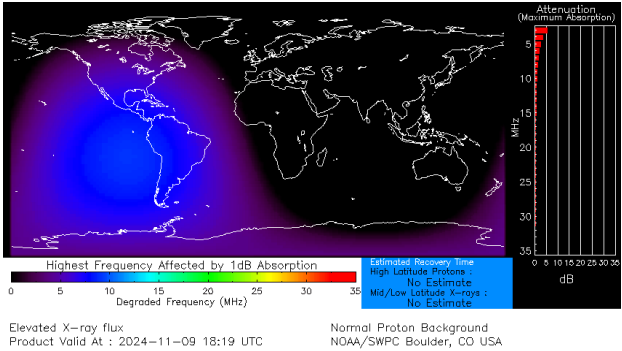 Attenuation
(Maximum Absorption)
5
10
15
20
25
30
35
MHz
0 5 10 15 20 25 30 35
dB
Highest Frequency Affected by 1dB Absorption
0 5 10 15 20 25 30 35
Degraded Frequency (MHz)
Estimated Recovery Time
High Latitude Protons :
No Estimate
Mid/Low Latitude X-rays :
No Estimate
Elevated X-ray flux
Product Valid At : 2024-11-09 18:19 UTC
Normal Proton Background
NOAA/SWPC Boulder, CO USA